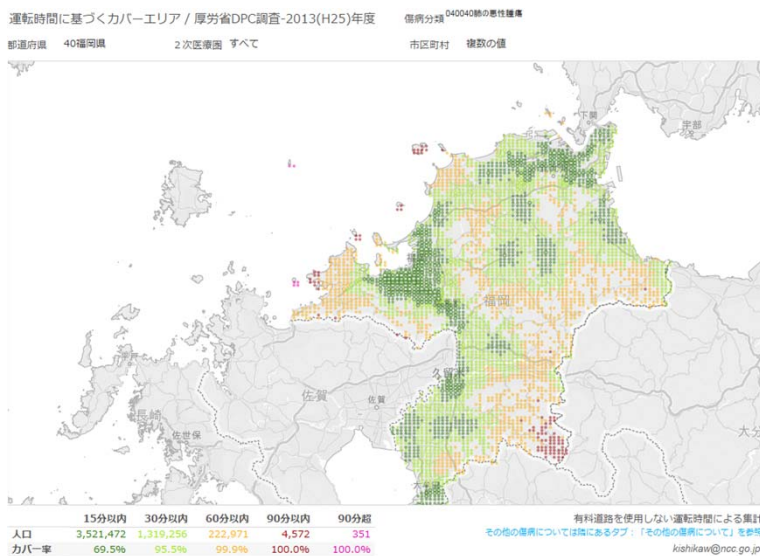 運転時間に基づくカバーエリア / 厚労省DPC調査-2013(H25)年度
傷病分類 040040肺の悪性腫瘍
都道府県 40福岡県 2次医療圏 すべて 市区町村 複数の値
下関
宇部
福岡
久留
佐賀
佐賀
長崎
佐世保
大分
15分以内 30分以内 60分以内 90分以内 90分超
人口 3,521,472 1,319,256 222,971 4,572 351
カバー率 69.5% 95.5% 99.9% 100.0% 100.0%
有料道路を使用しない運転時間による集計
その他の傷病については隣にあるタブ：「その他の傷病について」を参照
kishikaw@ncc.go.jp